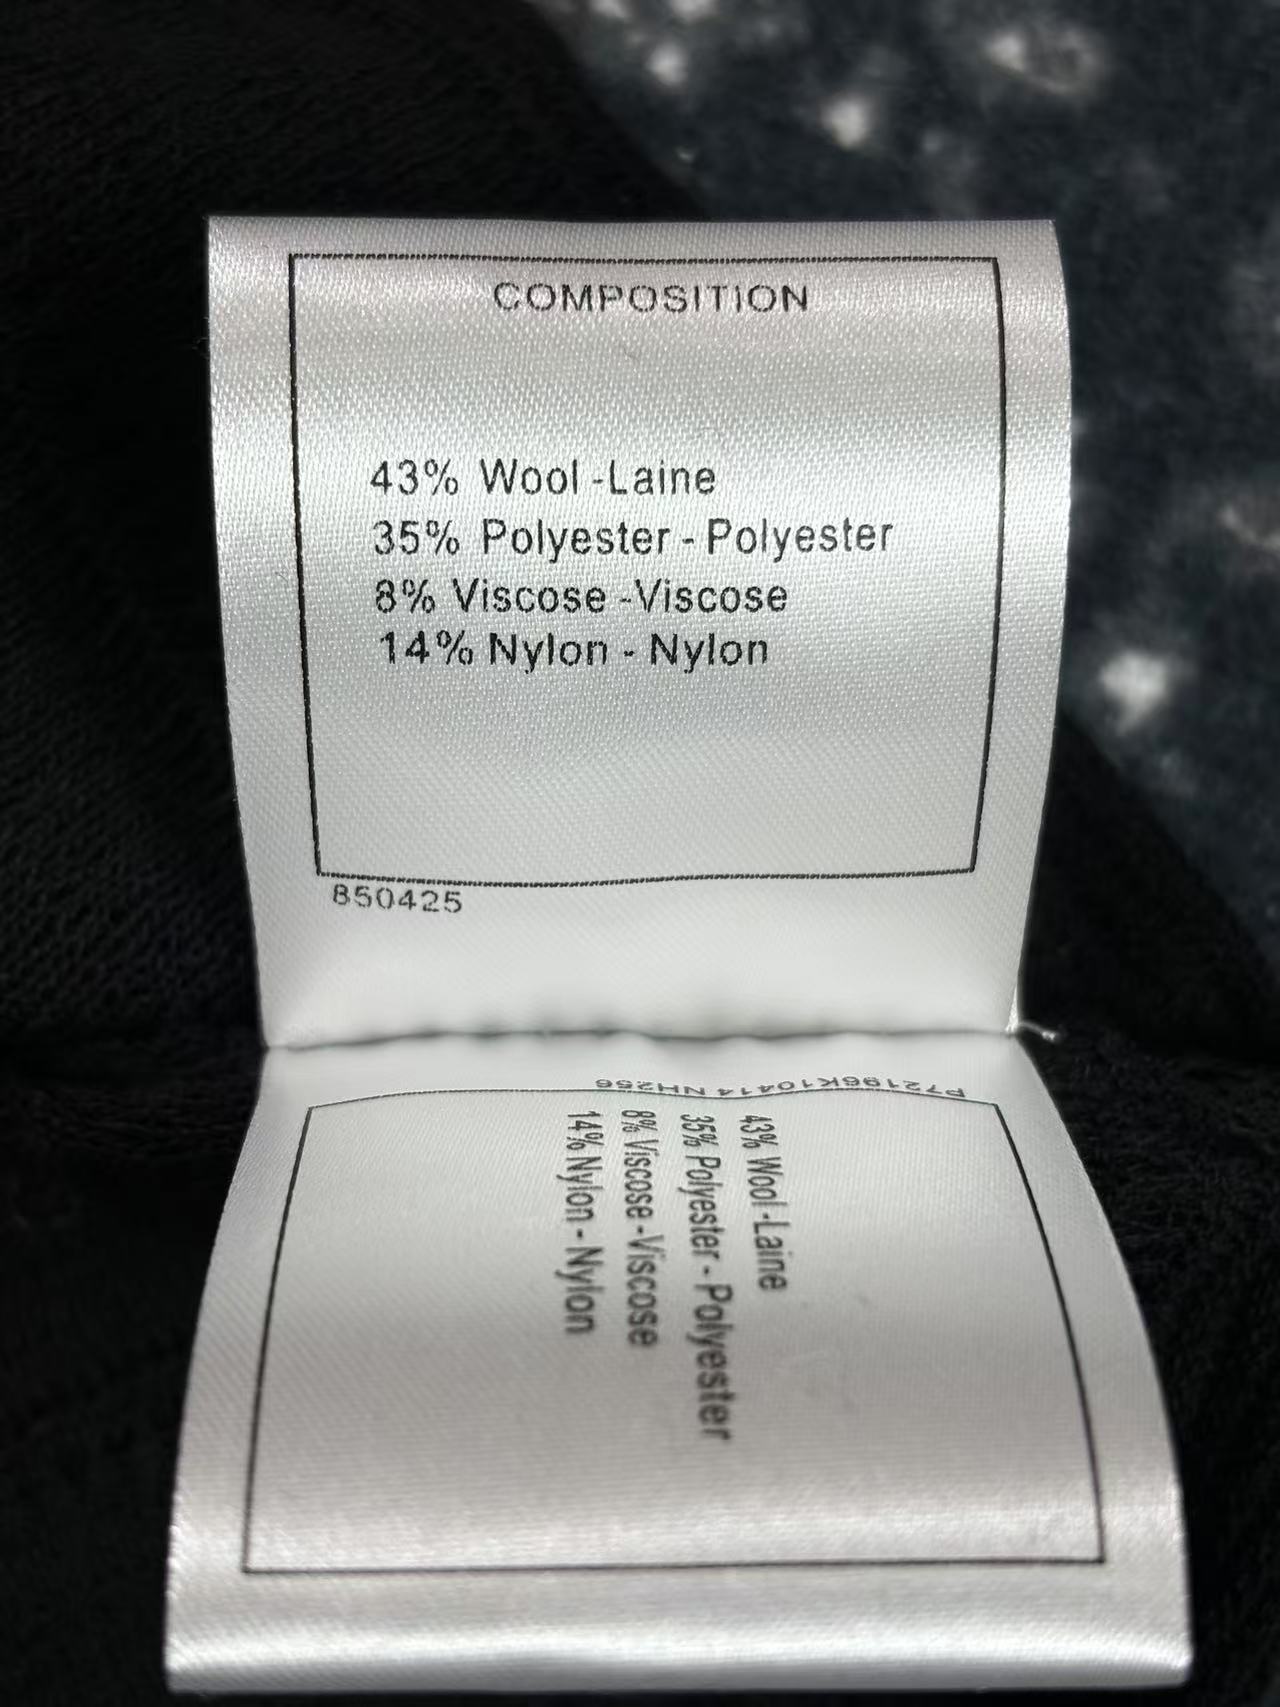 COMPOSITION
43% Wool -Laine
35% Polyester - Polyester
8% Viscose -Viscose
14% Nylon - Nylon
850425
P72196K10414 NH256
43% Wool -Laine
35% Polyester - Polyester
8% Viscose -Viscose
14% Nylon - Nylon